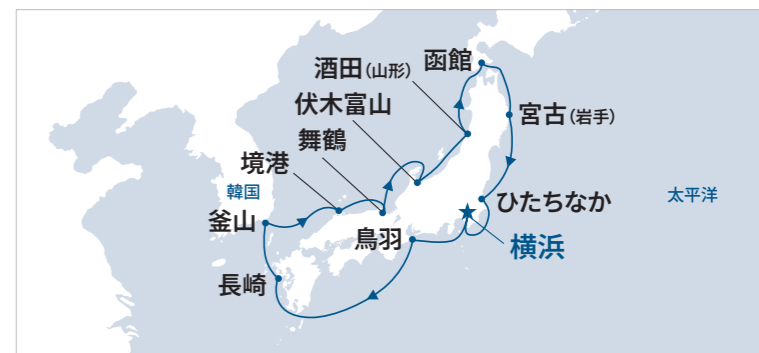 酒田(山形)
函館
伏木富山
宮古(岩手)
舞鶴
境港
韓国
釜山
ひたちなか
太平洋
鳥羽
横浜
長崎